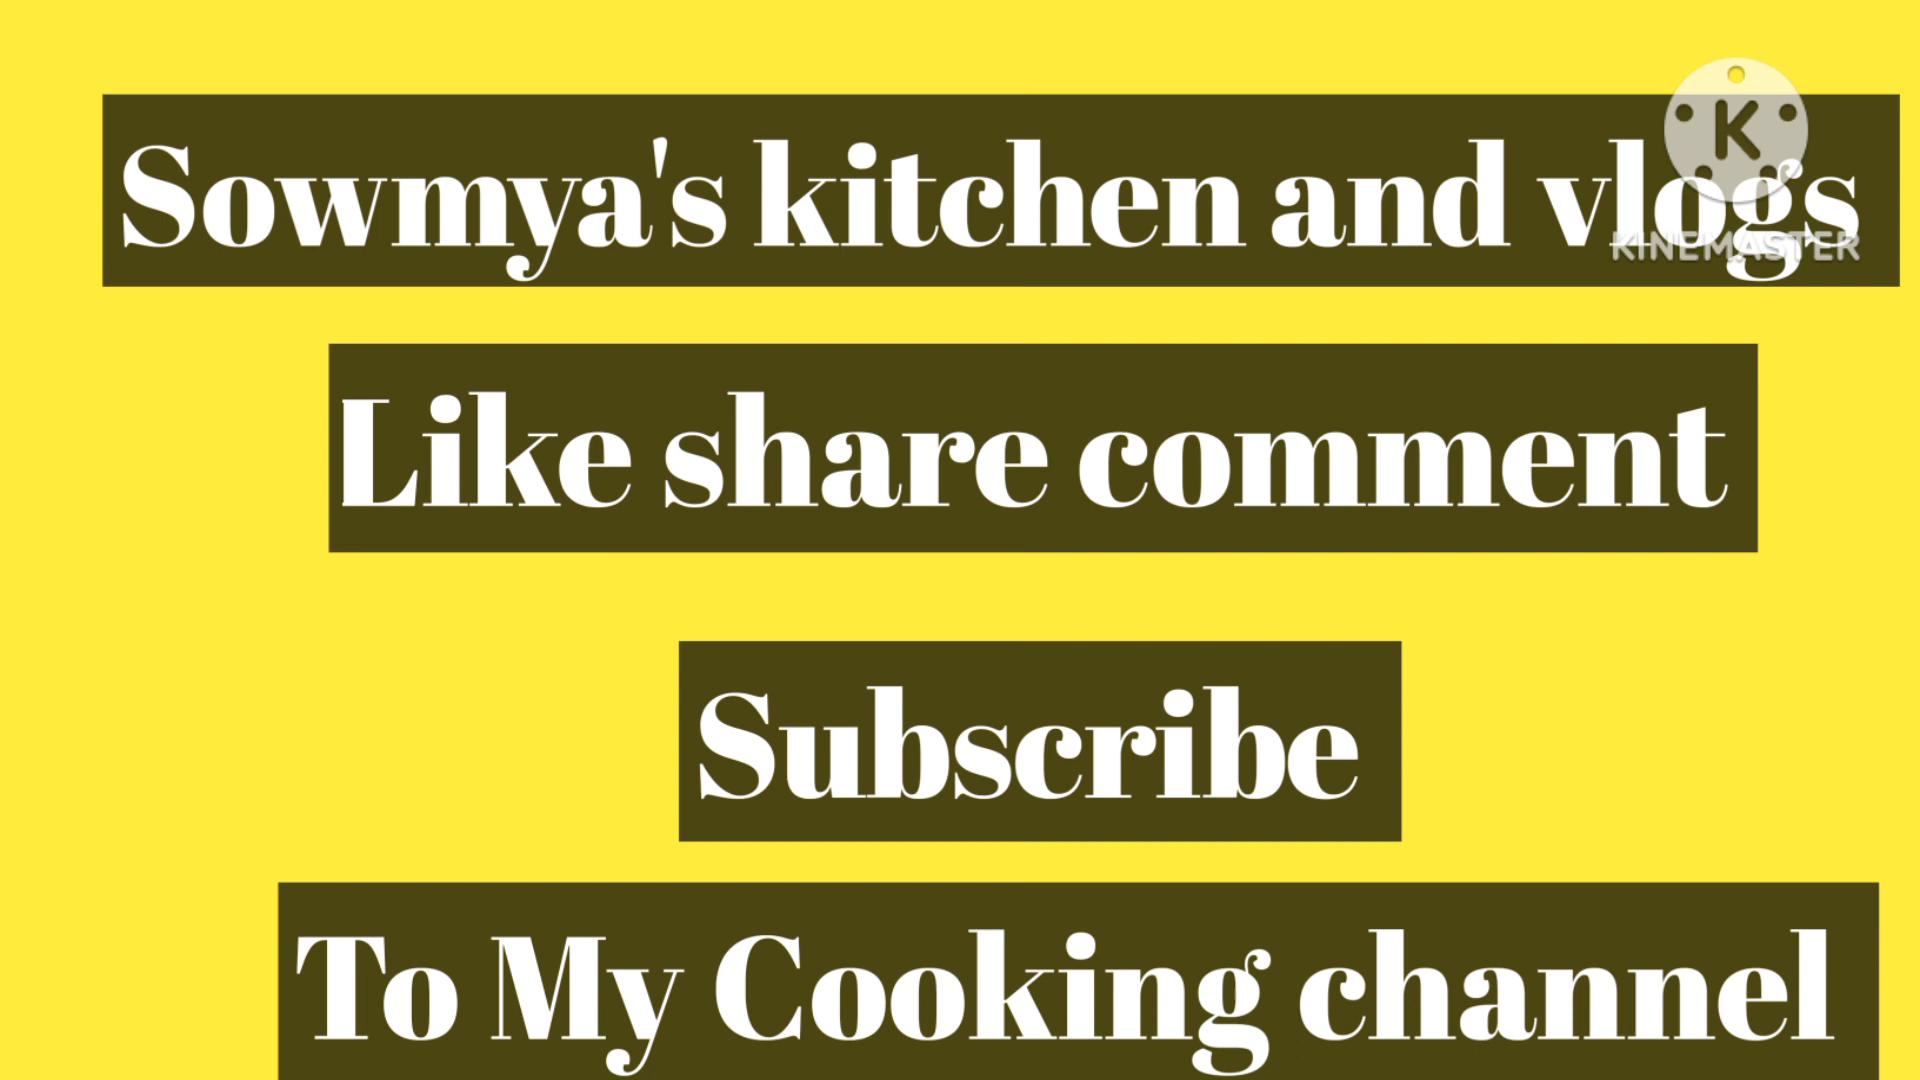 Sowmya's kitchen and vlogs
K
KINEMASTER
Like share comment
Subscribe
To My Cooking channel